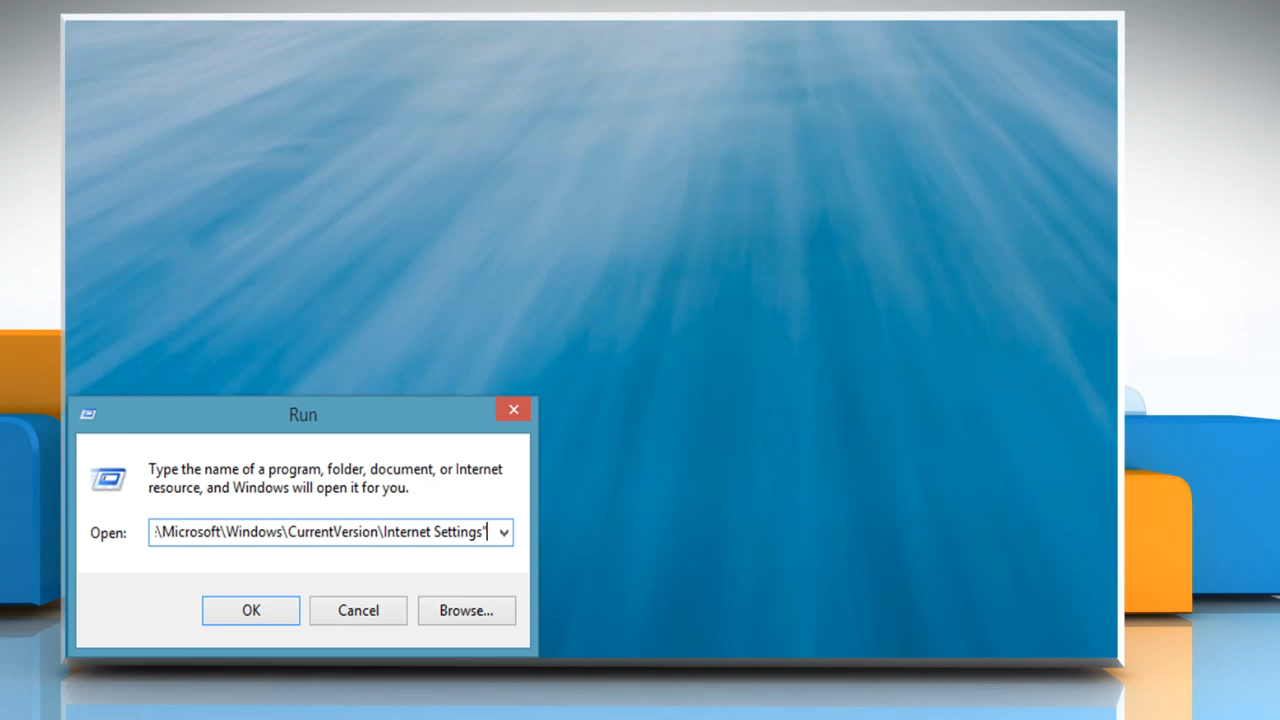 Run
Type the name of a program, folder, document, or Internet
resource, and Windows will open it for you.
Open:
:\Microsoft\Windows\CurrentVersion\Internet Settings"
OK
Cancel
Browse...